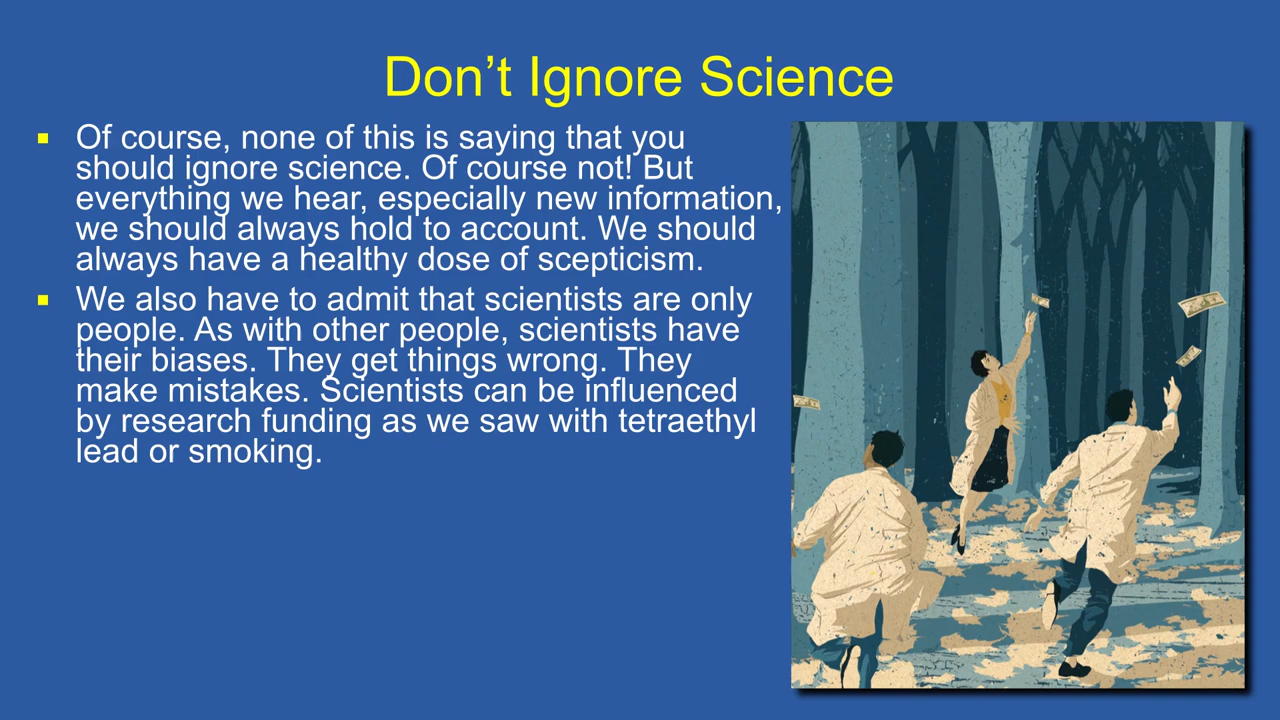 Don’t Ignore Science
Of course, none of this is saying that you
should ignore science. Of course not! But
everything we hear, especially new information,
we should always hold to account. We should
always have a healthy dose of scepticism.
We also have to admit that scientists are only
people. As with other people, scientists have
their biases. They get things wrong. They
make mistakes. Scientists can be influenced
by research funding as we saw with tetraethyl
lead or smoking.